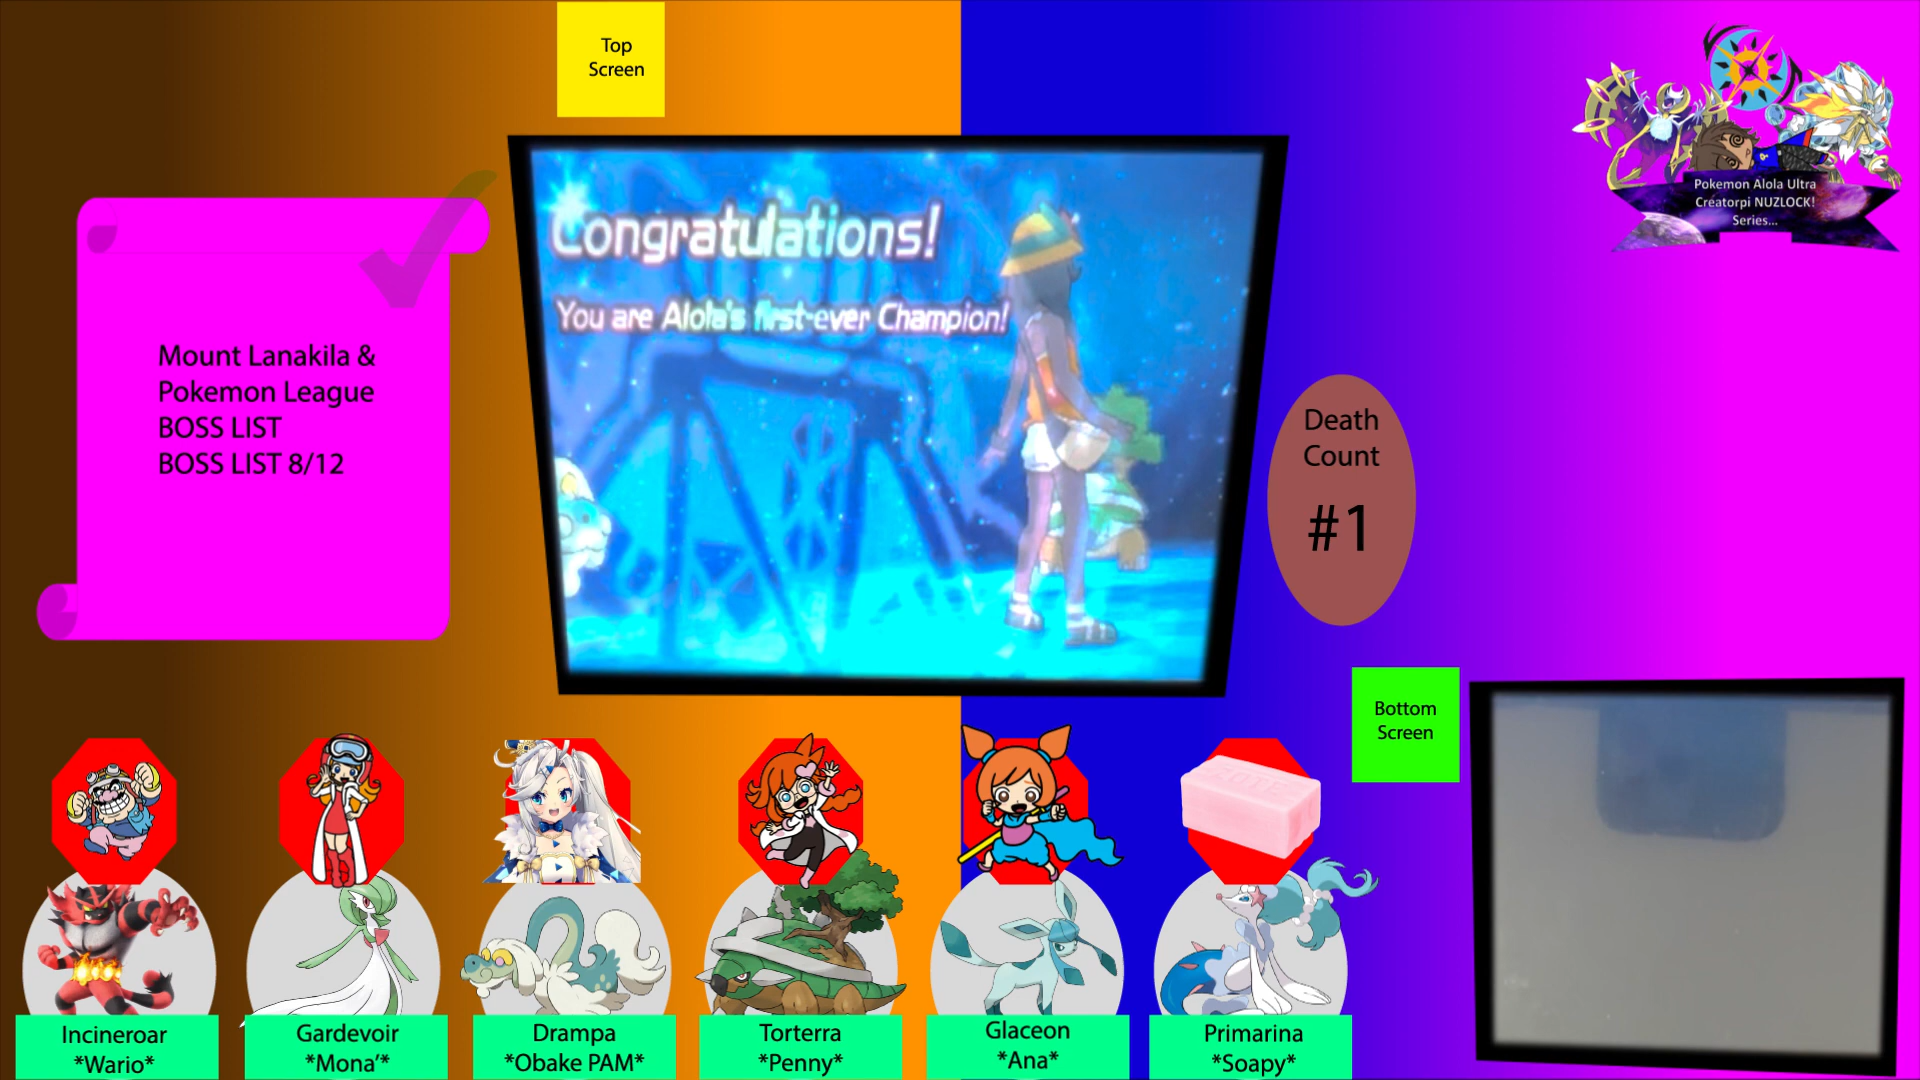 Top
Screen
Pokemon Alola Ultra
Creatorpi NUZLOCK!
Series...
Congratulations!
You are Alola's first-ever Champion!
Mount Lanakila &
Pokemon League
BOSS LIST
BOSS LIST 8/12
Death
Count
#1
Bottom
Screen
ZOTE
Incineroar
*Wario*
Gardevoir
*Mona'*
Drampa
*Obake PAM*
Torterra
*Penny*
Glaceon
*Ana*
Primarina
*Soapy*